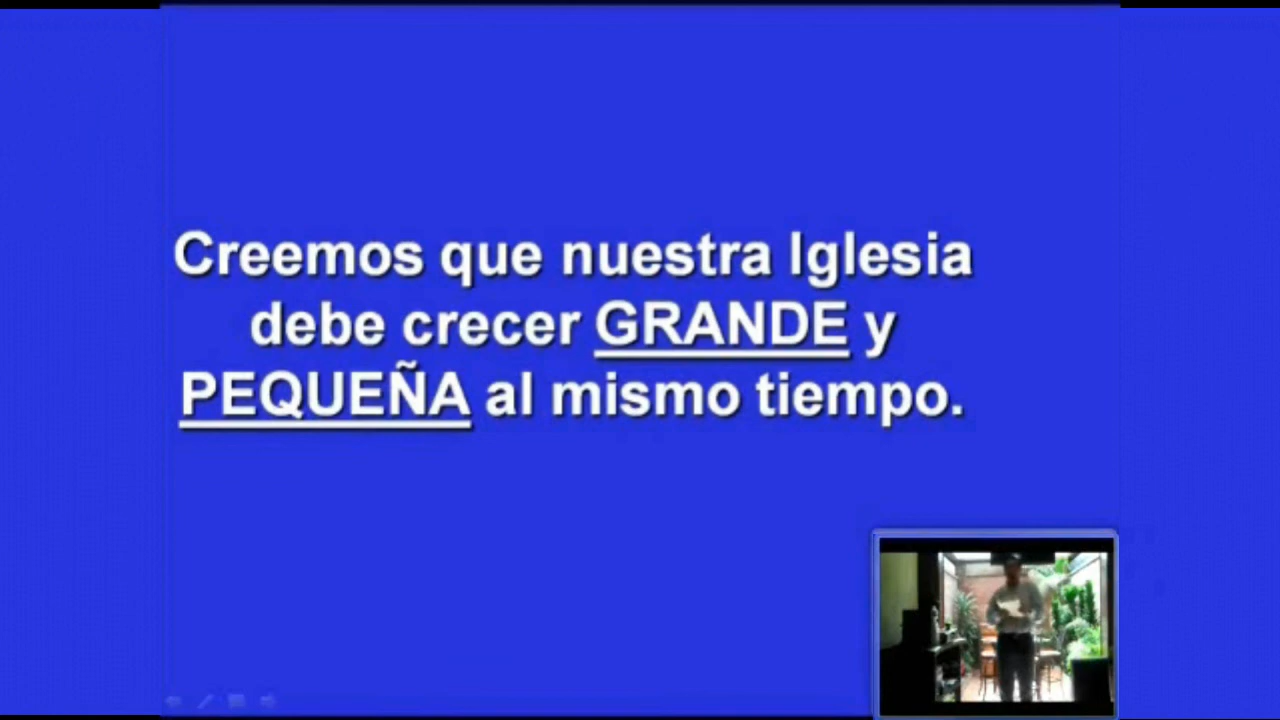 Creemos que nuestra Iglesia
debe crecer GRANDE y
PEQUEÑA al mismo tiempo.